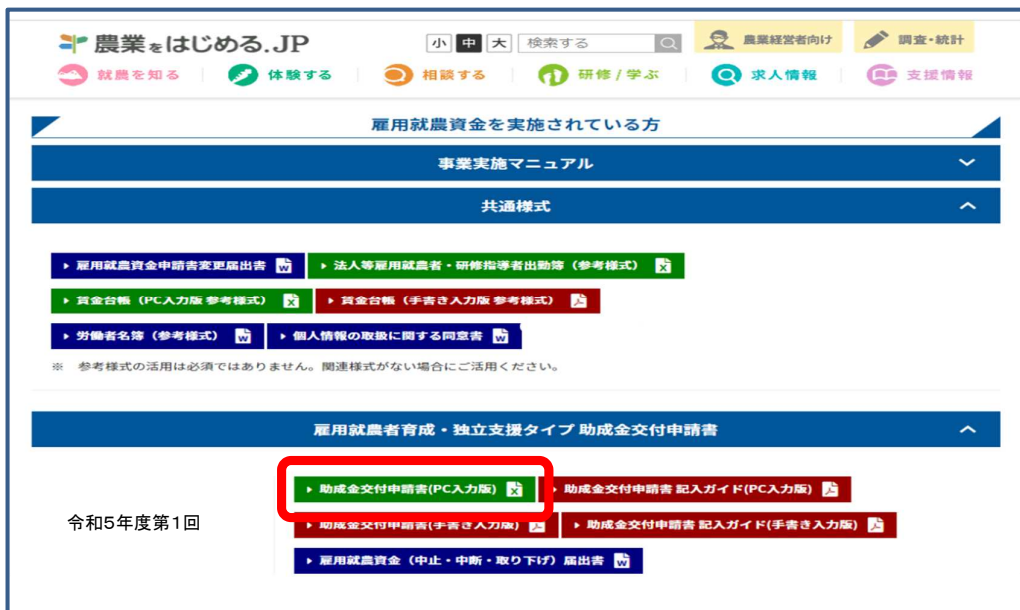 農業をはじめる.JP 小 中 大 検索する 農業経営者向け 調査・統計
就農を知る 体験する 相談する 研修/学ぶ 求人情報 支援情報
雇用就農資金を実施されている方
事業実施マニュアル
共通様式
雇用就農資金申請書変更届出書 法人等雇用就農者・研修指導者出勤簿（参考様式）
賃金台帳（PC入力版 参考様式） 賃金台帳（手書き入力版 参考様式）
労働者名簿（参考様式） 個人情報の取扱に関する同意書
※ 参考様式の活用は必須ではありません。関連様式がない場合にご活用ください。
雇用就農者育成・独立支援タイプ 助成金交付申請書
助成金交付申請書(PC入力版) 助成金交付申請書 記入ガイド(PC入力版)
令和5年度第1回
助成金交付申請書(手書き入力版) 助成金交付申請書 記入ガイド(手書き入力版)
雇用就農資金（中止・中断・取り下げ）届出書